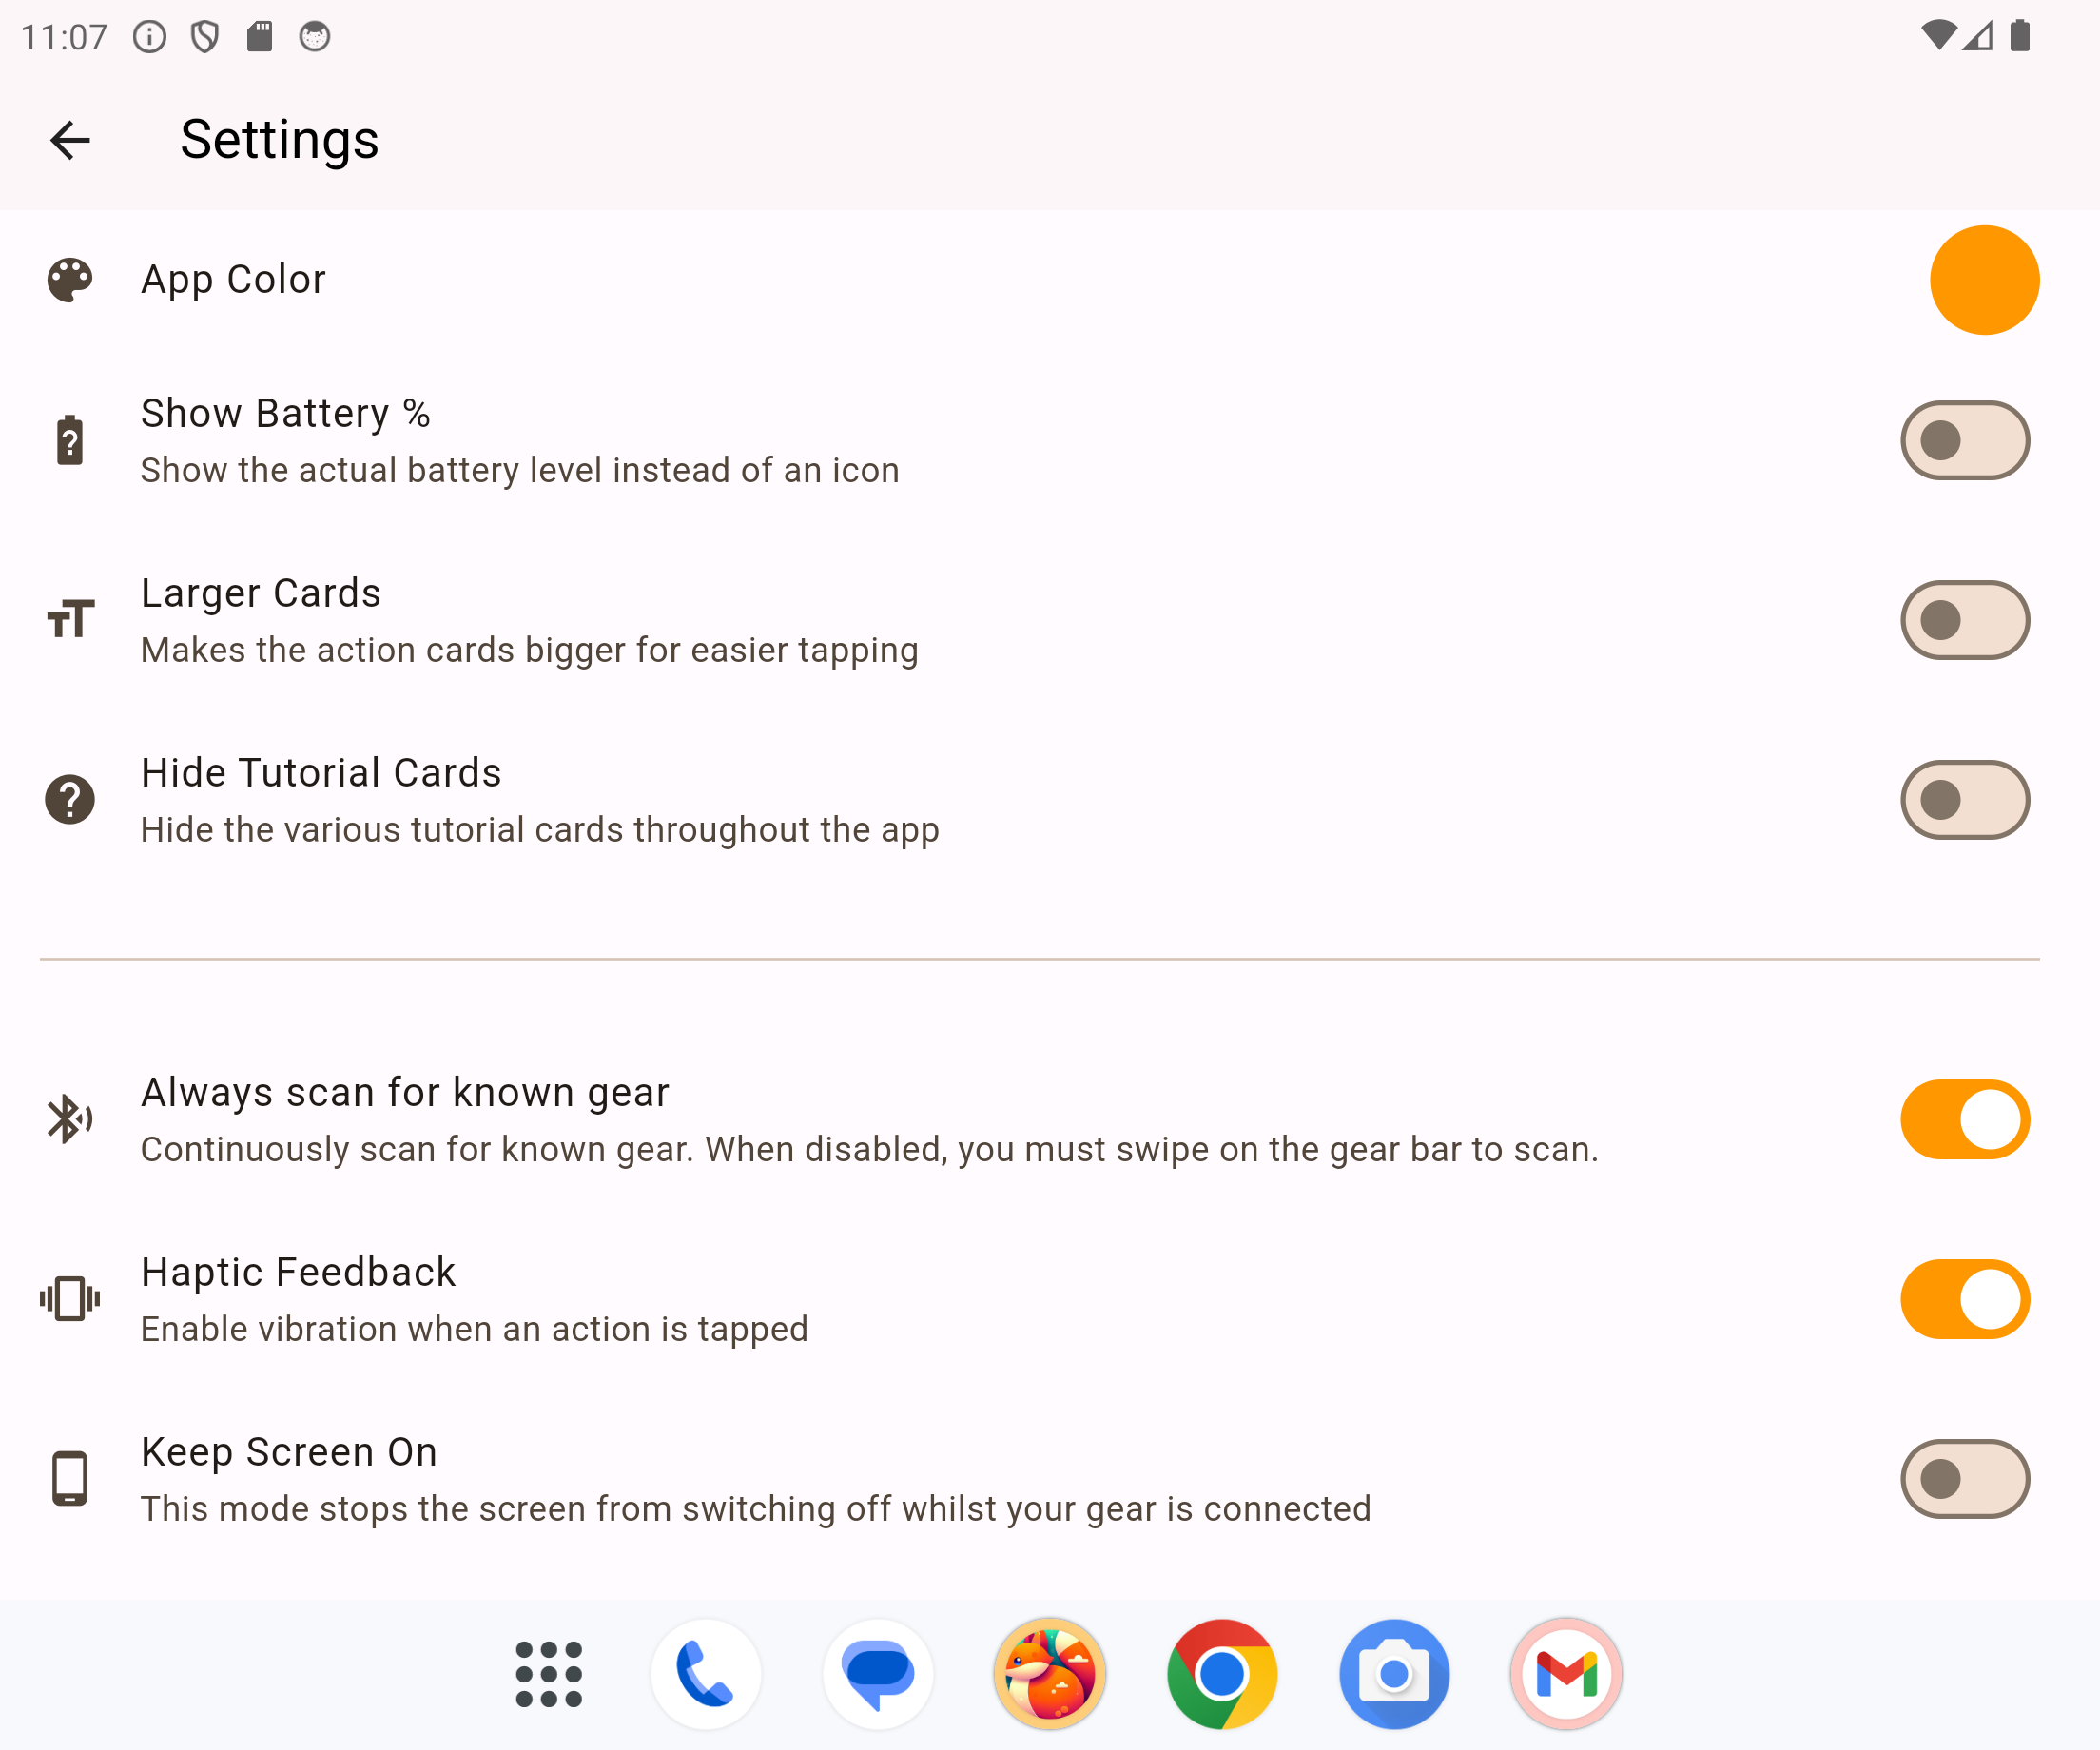 11:07
Settings
App Color
Show Battery %
Show the actual battery level instead of an icon
Larger Cards
Makes the action cards bigger for easier tapping
Hide Tutorial Cards
Hide the various tutorial cards throughout the app
Always scan for known gear
Continuously scan for known gear. When disabled, you must swipe on the gear bar to scan.
Haptic Feedback
Enable vibration when an action is tapped
Keep Screen On
This mode stops the screen from switching off whilst your gear is connected